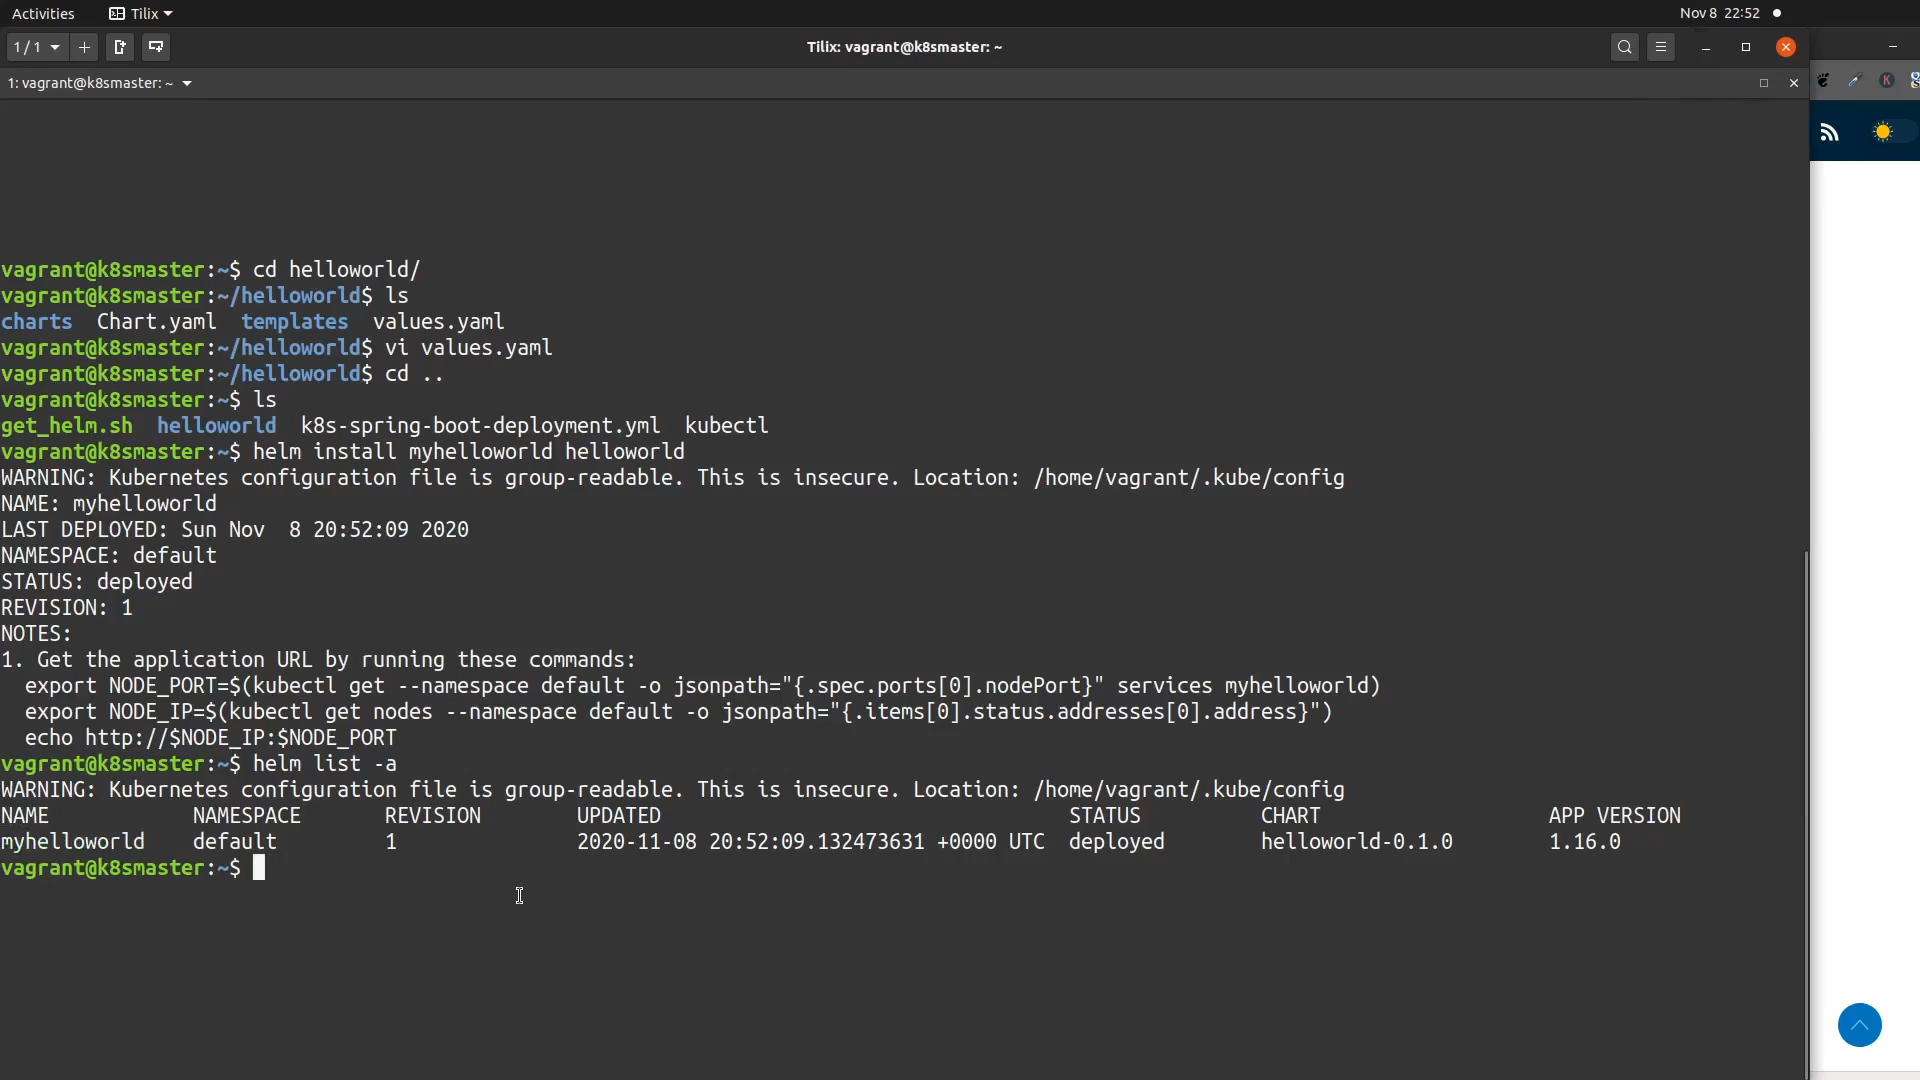 Activities Tilix Nov 8 22:52
1 / 1 Tilix: vagrant@k8smaster: ~
1: vagrant@k8smaster: ~
vagrant@k8smaster:~$ cd helloworld/
vagrant@k8smaster:~/helloworld$ ls
charts  Chart.yaml  templates  values.yaml
vagrant@k8smaster:~/helloworld$ vi values.yaml
vagrant@k8smaster:~/helloworld$ cd ..
vagrant@k8smaster:~$ ls
get_helm.sh  helloworld  k8s-spring-boot-deployment.yml  kubectl
vagrant@k8smaster:~$ helm install myhelloworld helloworld
WARNING: Kubernetes configuration file is group-readable. This is insecure. Location: /home/vagrant/.kube/config
NAME: myhelloworld
LAST DEPLOYED: Sun Nov  8 20:52:09 2020
NAMESPACE: default
STATUS: deployed
REVISION: 1
NOTES:
1. Get the application URL by running these commands:
  export NODE_PORT=$(kubectl get --namespace default -o jsonpath="{.spec.ports[0].nodePort}" services myhelloworld)
  export NODE_IP=$(kubectl get nodes --namespace default -o jsonpath="{.items[0].status.addresses[0].address}")
  echo http://$NODE_IP:$NODE_PORT
vagrant@k8smaster:~$ helm list -a
WARNING: Kubernetes configuration file is group-readable. This is insecure. Location: /home/vagrant/.kube/config
NAME            NAMESPACE       REVISION        UPDATED                                 STATUS          CHART                   APP VERSION
myhelloworld    default         1               2020-11-08 20:52:09.132473631 +0000 UTC deployed        helloworld-0.1.0        1.16.0
vagrant@k8smaster:~$
K